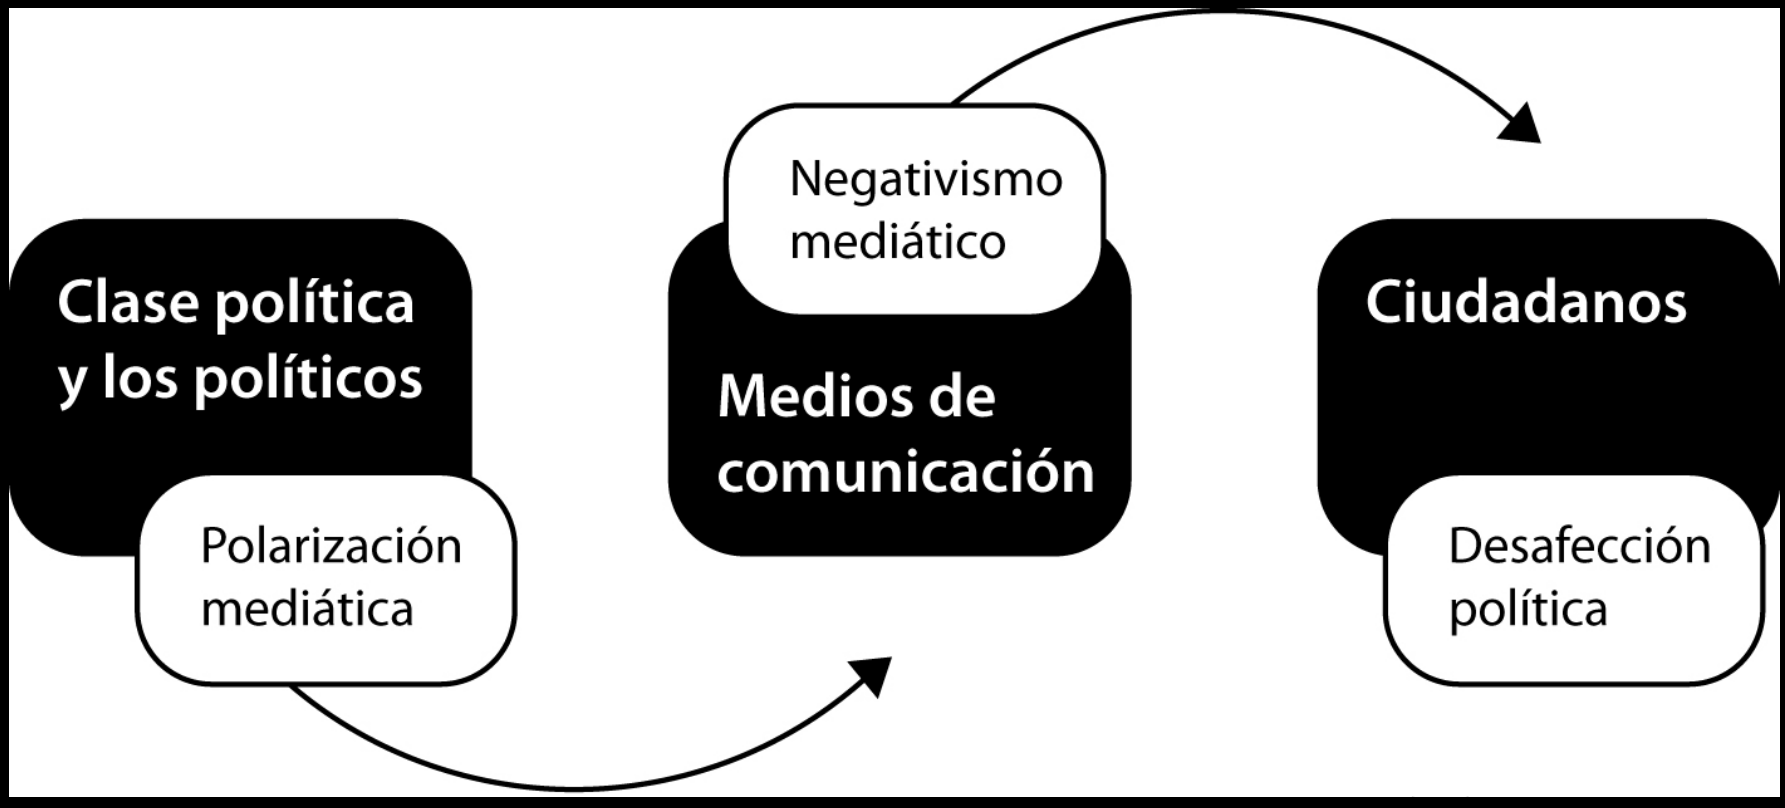 Clase política
y los políticos
Polarización
mediática
Negativismo
mediático
Medios de
comunicación
Ciudadanos
Desafección
política